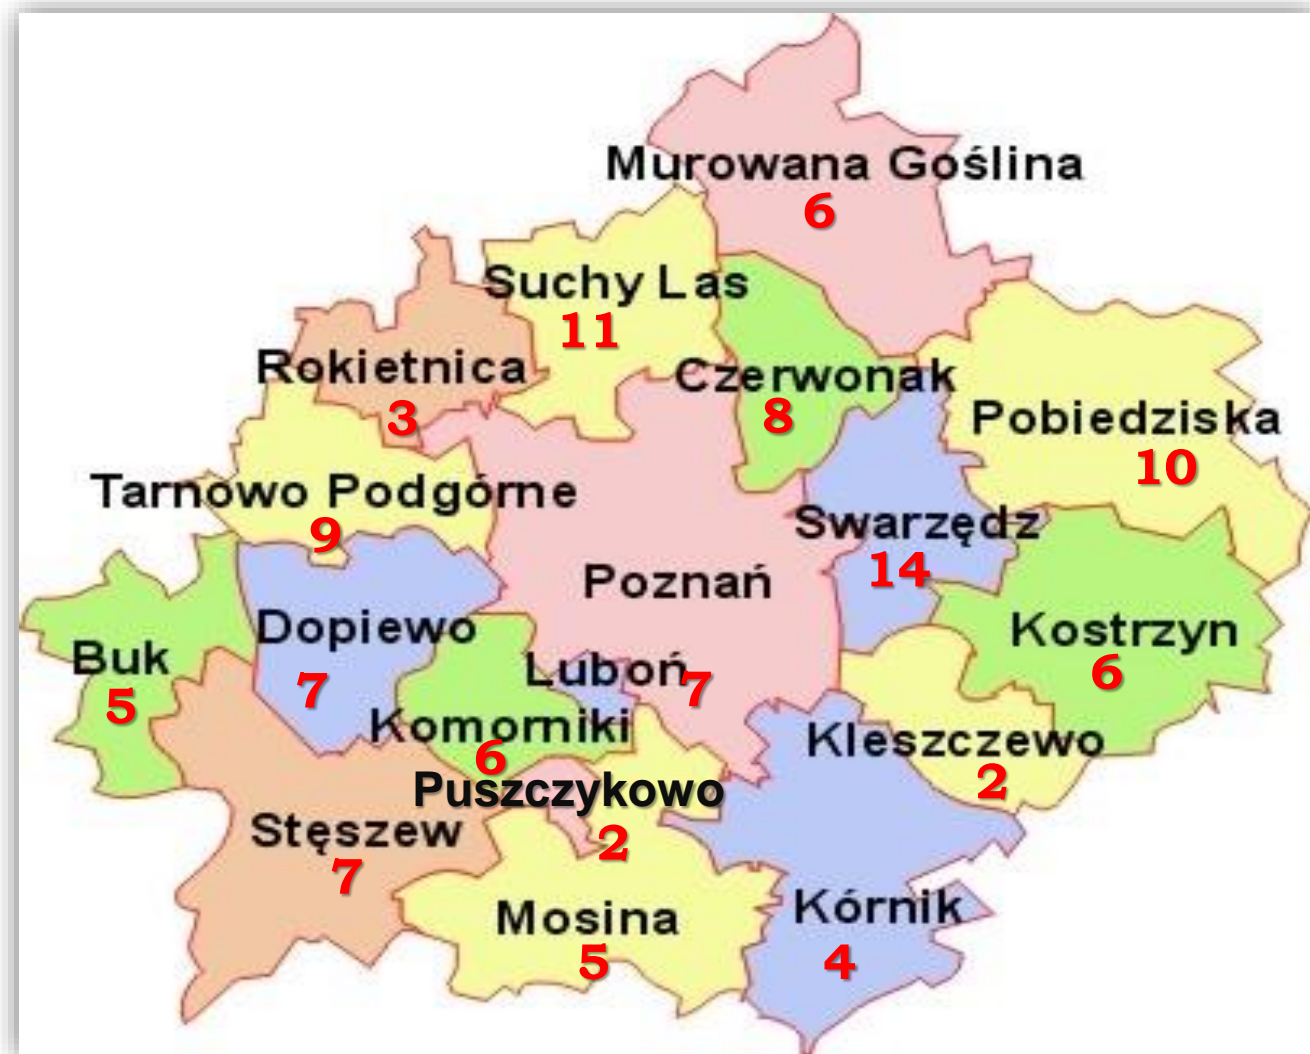 Murowana Goślina
6
Suchy Las
11
Rokietnica
3
Czerwonak
8
Pobiedziska
10
Tarnowo Podgórne
9
Swarzędz
14
Poznań
Dopiewo
7
Buk
5
Luboń
7
Kostrzyn
6
Komorniki
6
Kleszczewo
2
Puszczykowo
2
Stęszew
7
Mosina
5
Kórnik
4